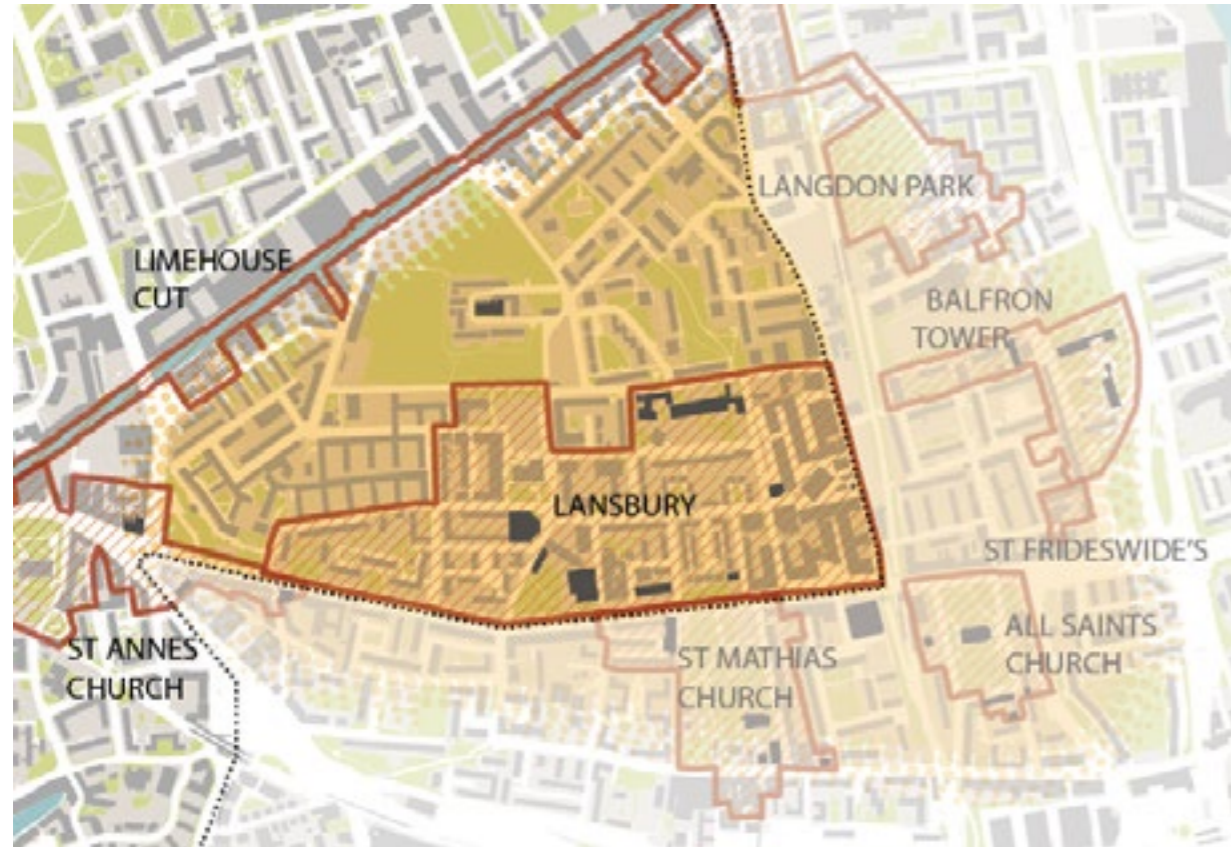 LANGDON PARK
LIMEHOUSE
CUT
BALFRON
TOWER
LANSBURY
ST FRIDESWIDE'S
ST ANNES
CHURCH
ST MATHIAS
CHURCH
ALL SAINTS
CHURCH